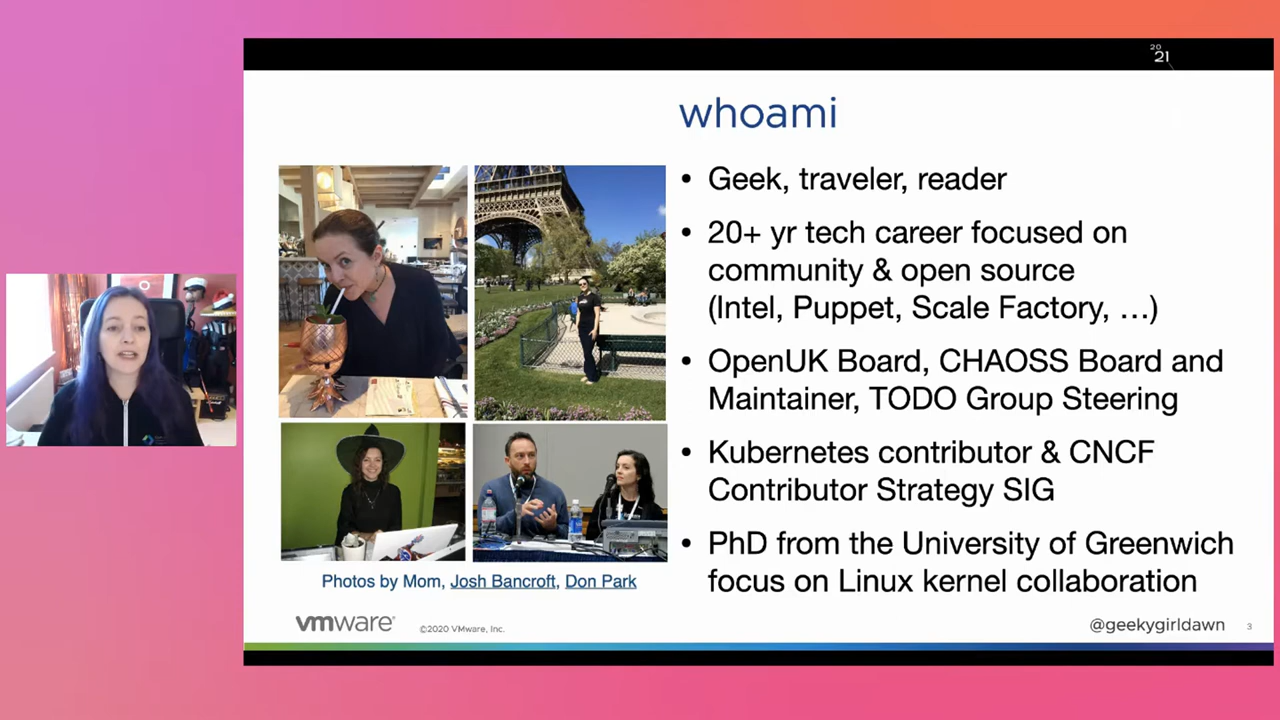 20
21
whoami
• Geek, traveler, reader
• 20+ yr tech career focused on
community & open source
(Intel, Puppet, Scale Factory, …)
• OpenUK Board, CHAOSS Board and
Maintainer, TODO Group Steering
• Kubernetes contributor & CNCF
Contributor Strategy SIG
• PhD from the University of Greenwich
focus on Linux kernel collaboration
Photos by Mom, Josh Bancroft, Don Park
vmware®
©2020 VMware, Inc.
@geekygirldawn
3